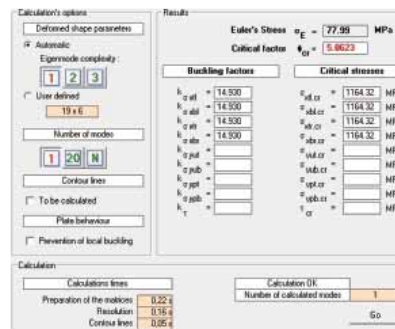 Calculation's options
Deformed shape parameters
Automatic
Eigenmode complexity :
1 2 3
User defined
19 x 6
Number of modes
1 20 N
Contour lines
To be calculated
Plate behaviour
Prevention of local buckling
Results
Euler's Stress σE = 77.99 MPa
Critical factor Φcr = 5.0623
Buckling factors
= 14.930
= 14.930
= 14.930
= 14.930
Critical stresses
= 1164.32
= 1164.32
= 1164.32
= 1164.32
Calculation
Calculations times
Preparation of the matrices 0,22 s
Resolution 0,16 s
Contour lines 0,05 s
Calculation OK
Number of calculated modes 1
Go